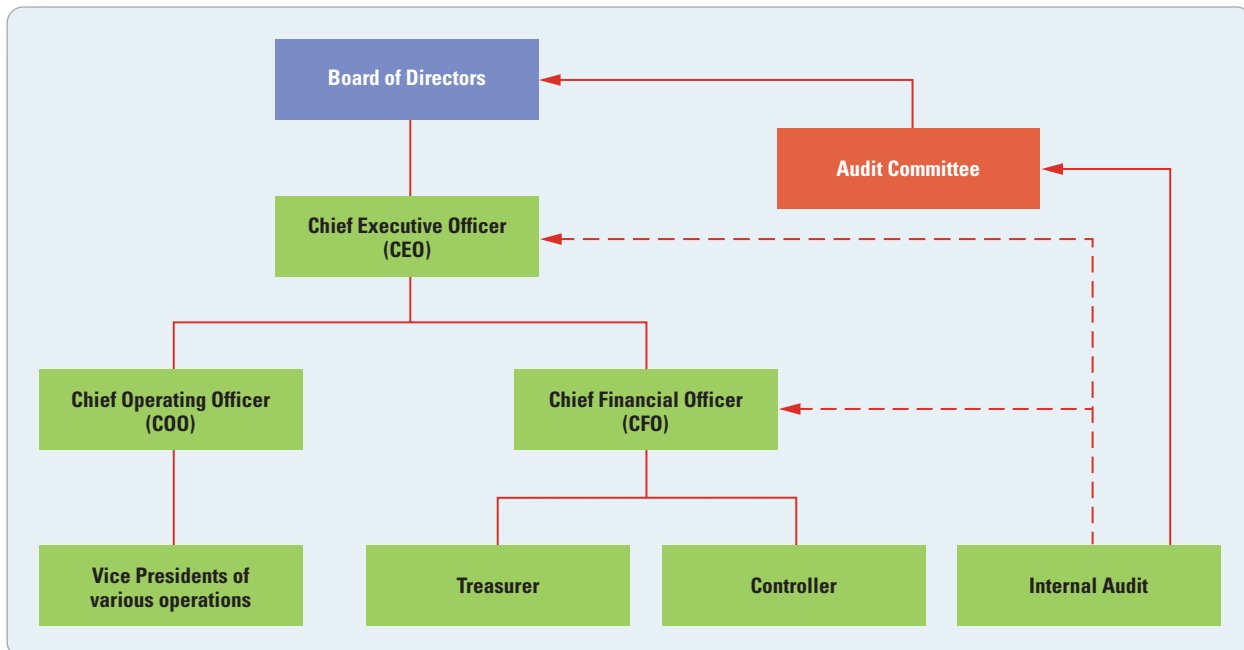 Board of Directors
Audit Committee
Chief Executive Officer
(CEO)
Chief Operating Officer
(COO)
Chief Financial Officer
(CFO)
Vice Presidents of
various operations
Treasurer
Controller
Internal Audit